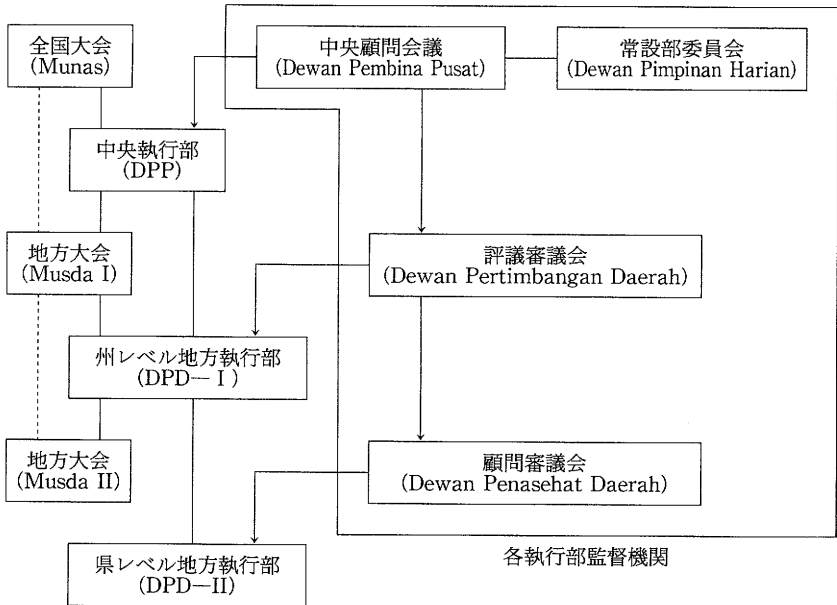 全国大会
(Munas)
中央顧問会議
(Dewan Pembina Pusat)
常設部委員会
(Dewan Pimpinan Harian)
中央執行部
(DPP)
地方大会
(Musda I)
評議審議会
(Dewan Pertimbangan Daerah)
州レベル地方執行部
(DPD―I)
地方大会
(Musda II)
顧問審議会
(Dewan Penasehat Daerah)
県レベル地方執行部
(DPD―II)
各執行部監督機関